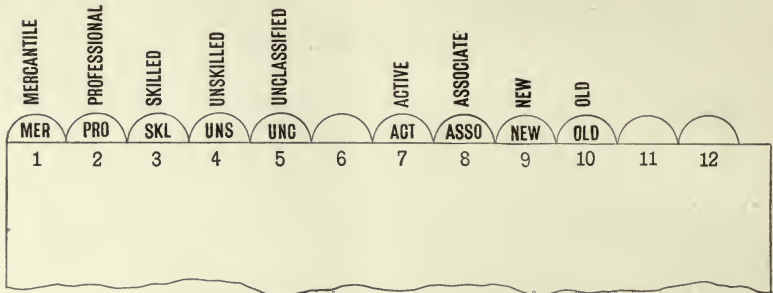 MERCANTILE PROFESSIONAL SKILLED UNSKILLED UNCLASSIFIED ACTIVE ASSOCIATE NEW OLD
MER PRO SKL UNS UNC ACT ASSO NEW OLD
1 2 3 4 5 6 7 8 9 10 11 12